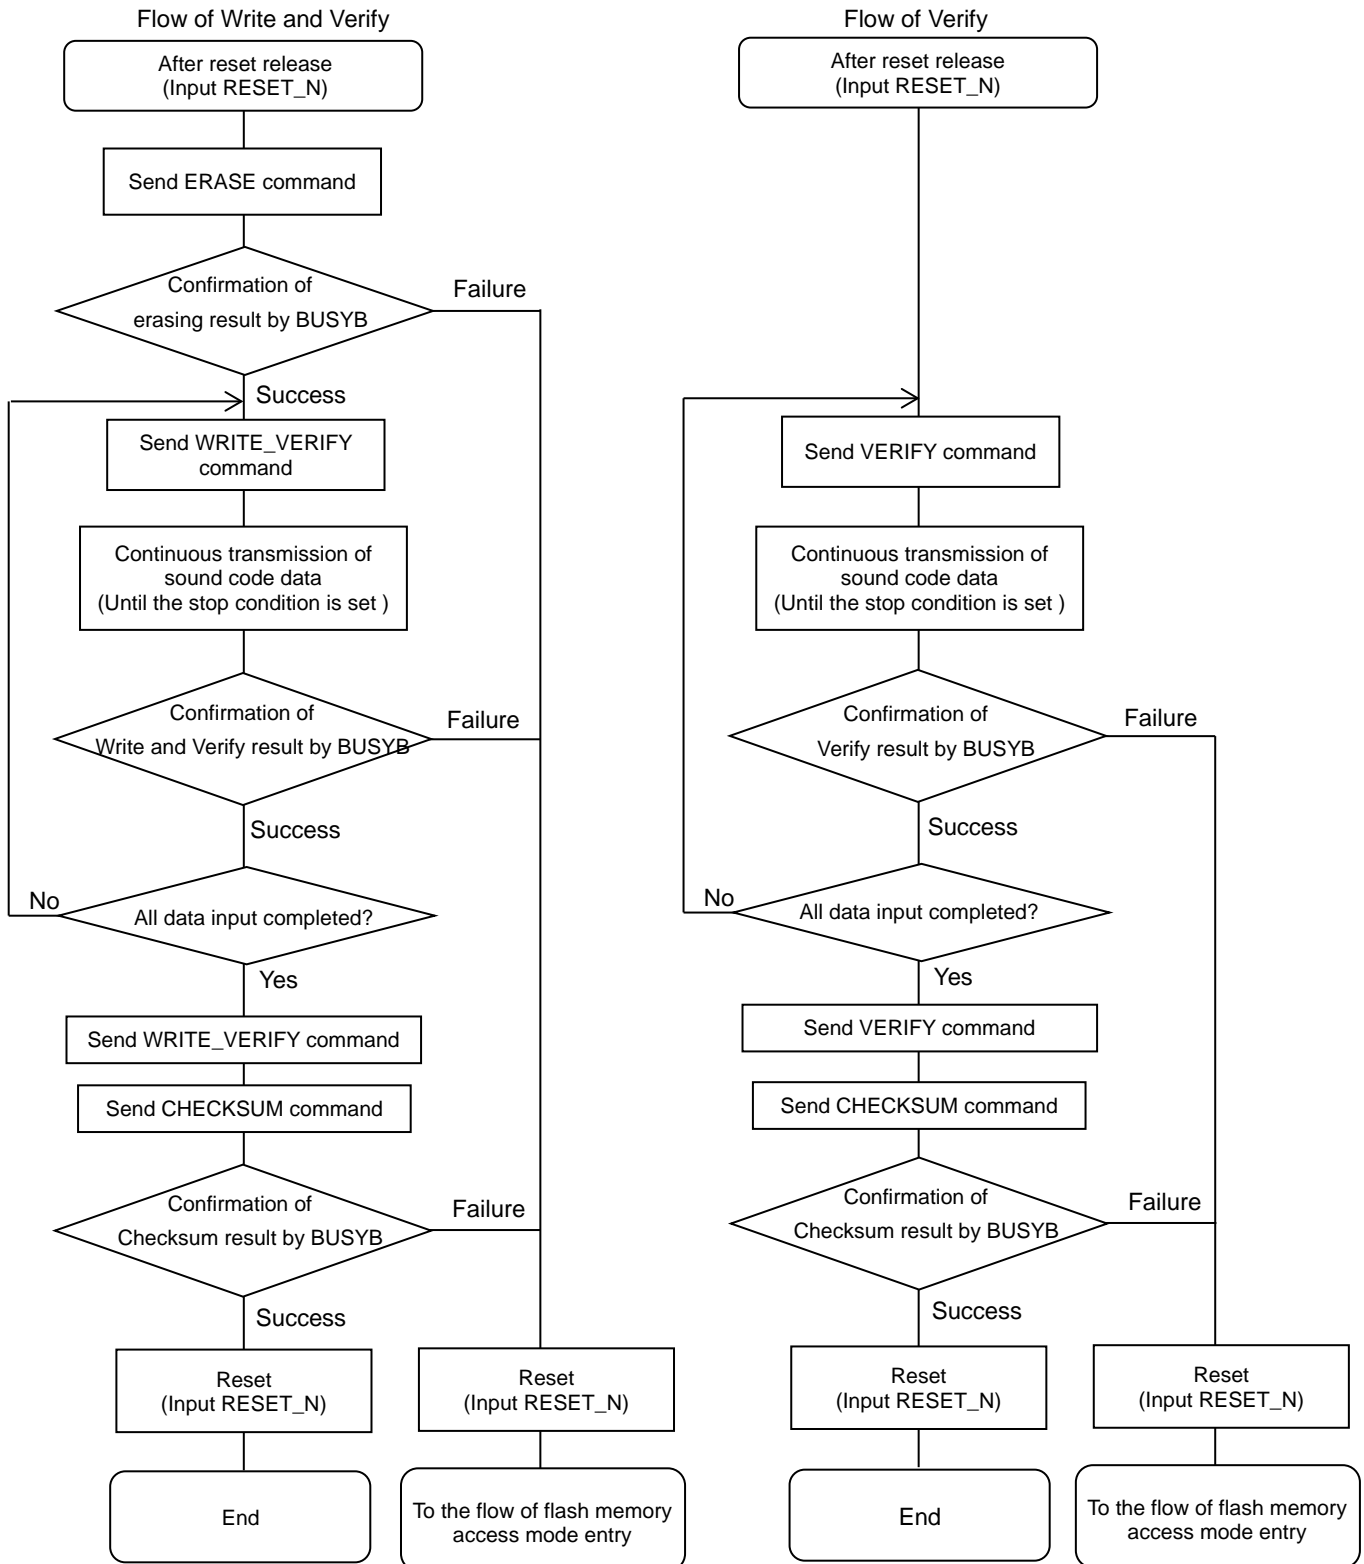 Flow of Write and Verify
After reset release
(Input RESET_N)
Send ERASE command
Confirmation of
erasing result by BUSYB
Failure
Success
Send WRITE_VERIFY
command
Continuous transmission of
sound code data
(Until the stop condition is set )
Confirmation of
Write and Verify result by BUSYB
Failure
Success
No
All data input completed?
Yes
Send WRITE_VERIFY command
Send CHECKSUM command
Confirmation of
Checksum result by BUSYB
Failure
Success
Reset
(Input RESET_N)
Reset
(Input RESET_N)
End
To the flow of flash memory
access mode entry
Flow of Verify
After reset release
(Input RESET_N)
Send VERIFY command
Continuous transmission of
sound code data
(Until the stop condition is set )
Confirmation of
Verify result by BUSYB
Failure
Success
No
All data input completed?
Yes
Send VERIFY command
Send CHECKSUM command
Confirmation of
Checksum result by BUSYB
Failure
Success
Reset
(Input RESET_N)
Reset
(Input RESET_N)
End
To the flow of flash memory
access mode entry